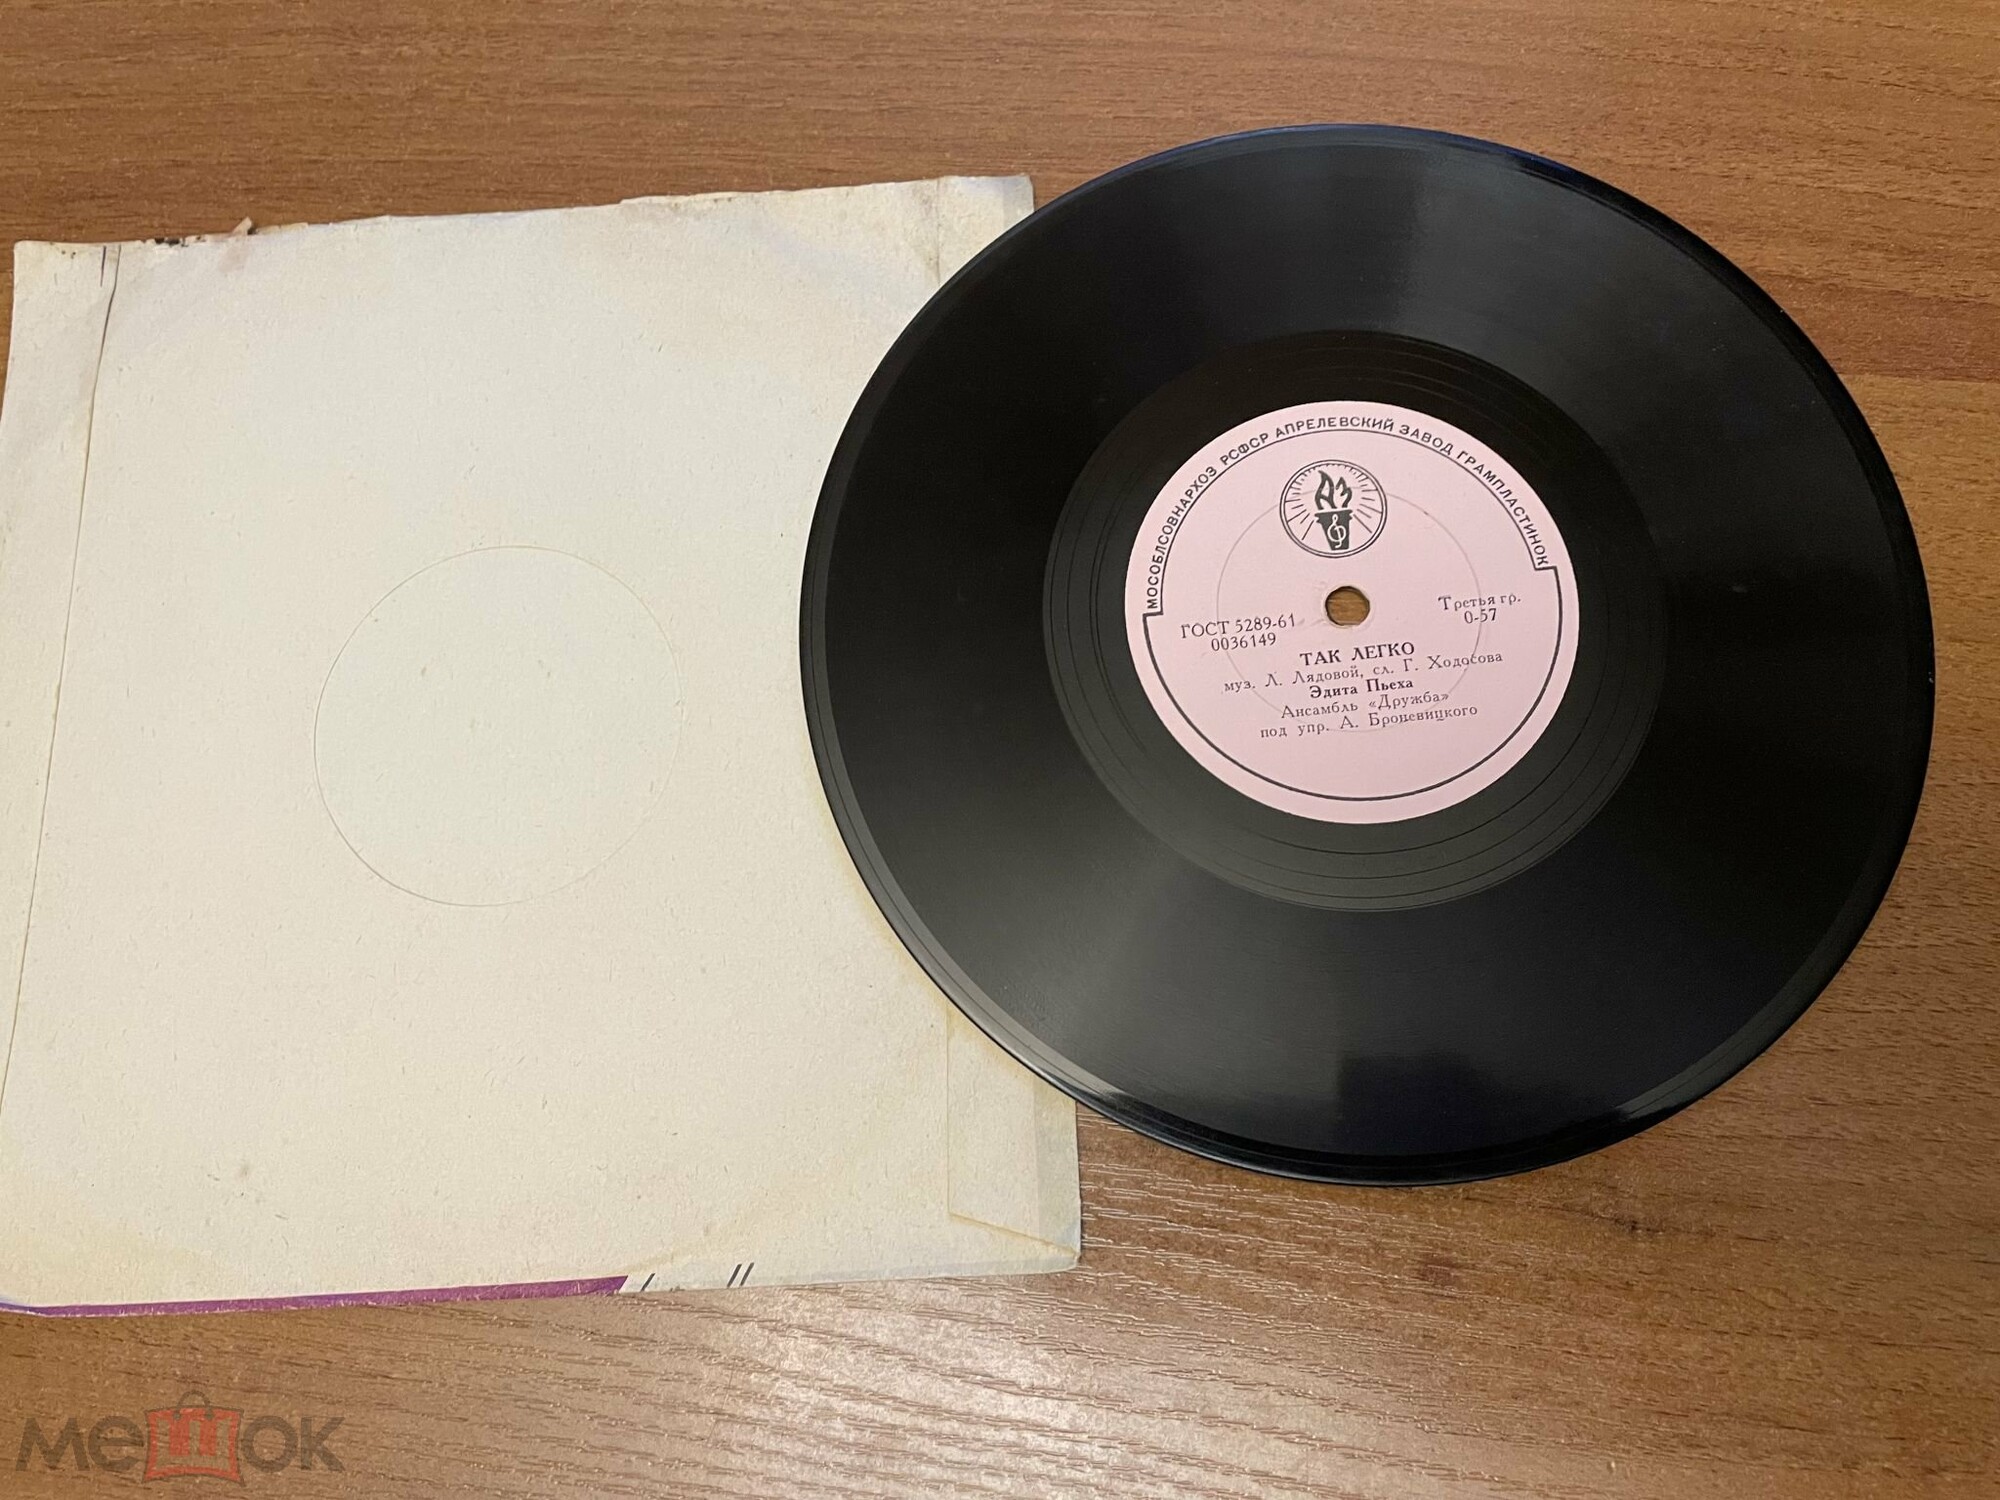 МОСОБЛСОВНАРХОЗ РСФСР АПРЕЛЕВСКИЙ ЗАВОД ГРАМПЛАСТИНОК
АЗ
ГОСТ 5289-61
0036149
Третья гр.
0-57
ТАК ЛЕГКО
муз. Л. Лядовой, сл. Г. Ходосова
Эдита Пьеха
Ансамбль «Дружба»
под упр. А. Броневицкого
мешок